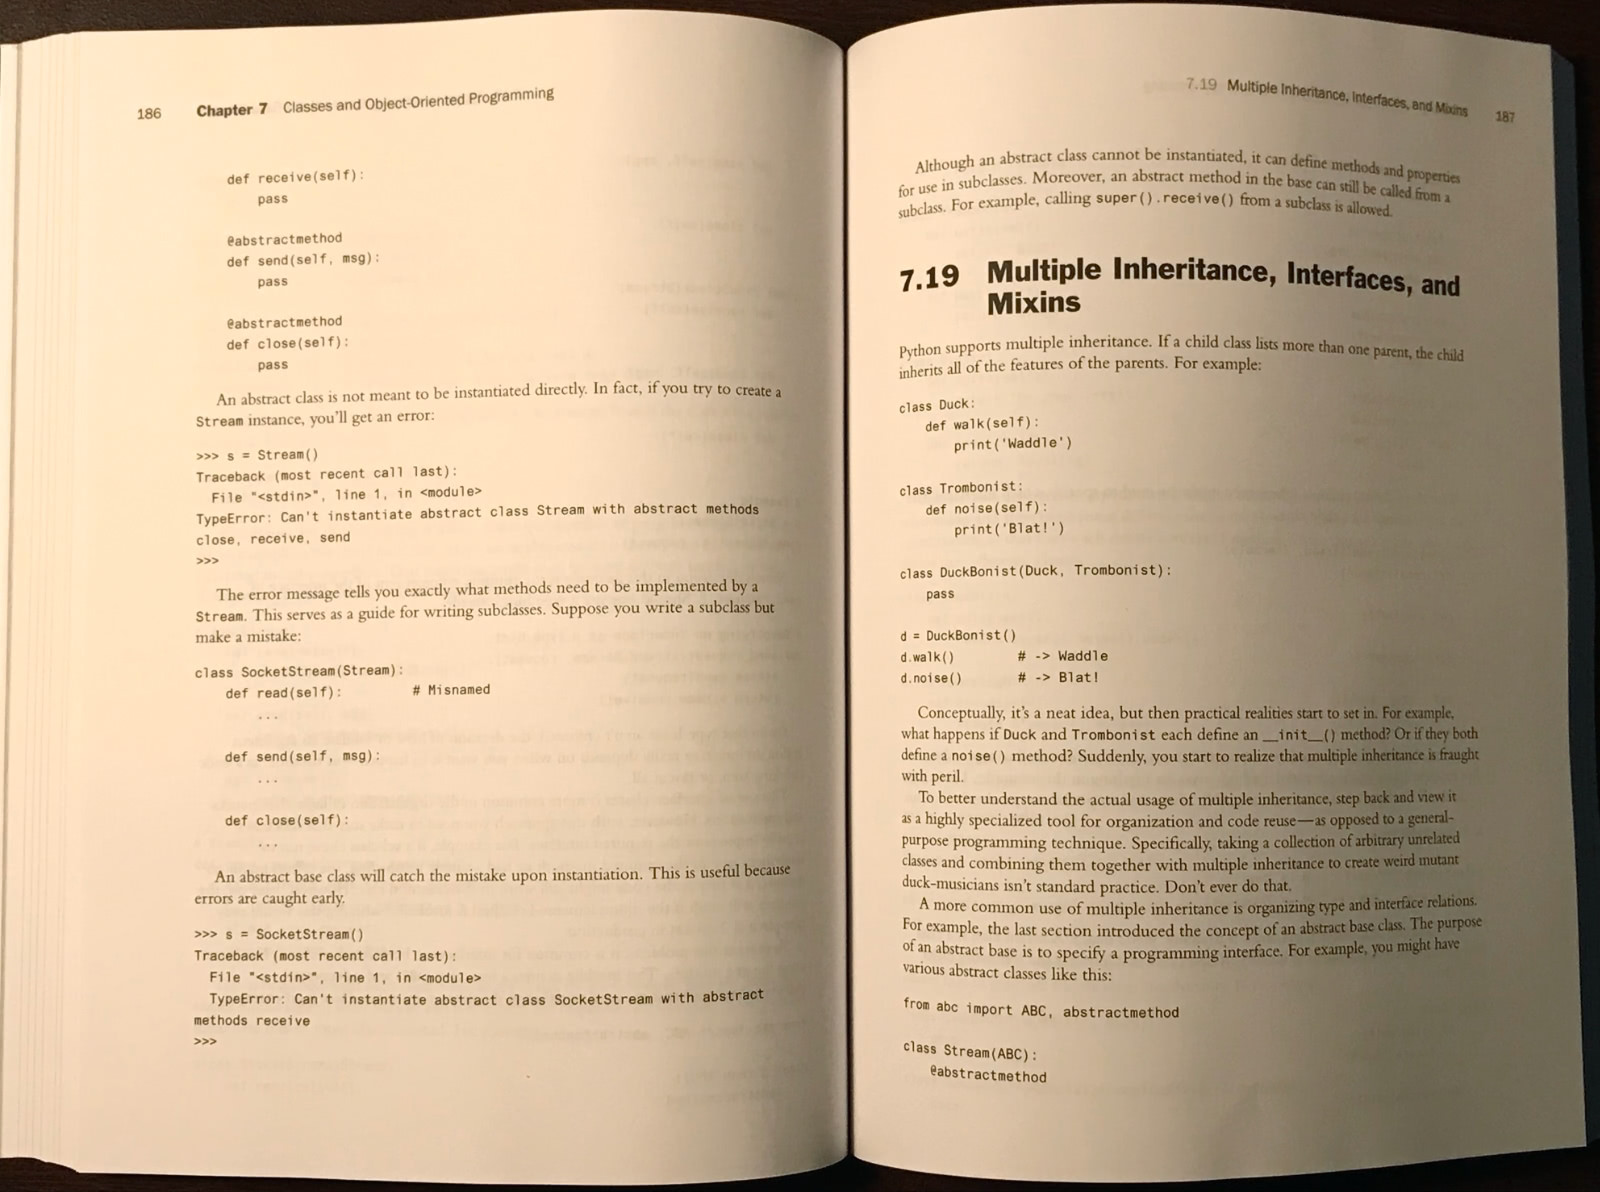 186 Chapter 7 Classes and Object-Oriented Programming
def receive(self):
pass
@abstractmethod
def send(self, msg):
pass
@abstractmethod
def close(self):
pass
An abstract class is not meant to be instantiated directly. In fact, if you try to create a
Stream instance, you'll get an error:
>>> s = Stream()
Traceback (most recent call last):
File "<stdin>", line 1, in <module>
TypeError: Can't instantiate abstract class Stream with abstract methods
close, receive, send
>>>
The error message tells you exactly what methods need to be implemented by a
Stream. This serves as a guide for writing subclasses. Suppose you write a subclass but
make a mistake:
class SocketStream(Stream):
def read(self): # Misnamed
...
def send(self, msg):
...
def close(self):
...
An abstract base class will catch the mistake upon instantiation. This is useful because
errors are caught early.
>>> s = SocketStream()
Traceback (most recent call last):
File "<stdin>", line 1, in <module>
TypeError: Can't instantiate abstract class SocketStream with abstract
methods receive
>>>
7.19 Multiple Inheritance, Interfaces, and Mixins 187
Although an abstract class cannot be instantiated, it can define methods and properties
for use in subclasses. Moreover, an abstract method in the base can still be called from a
subclass. For example, calling super().receive() from a subclass is allowed.
7.19 Multiple Inheritance, Interfaces, and
Mixins
Python supports multiple inheritance. If a child class lists more than one parent, the child
inherits all of the features of the parents. For example:
class Duck:
def walk(self):
print('Waddle')
class Trombonist:
def noise(self):
print('Blat!')
class DuckBonist(Duck, Trombonist):
pass
d = DuckBonist()
d.walk() # -> Waddle
d.noise() # -> Blat!
Conceptually, it's a neat idea, but then practical realities start to set in. For example,
what happens if Duck and Trombonist each define an __init__() method? Or if they both
define a noise() method? Suddenly, you start to realize that multiple inheritance is fraught
with peril.
To better understand the actual usage of multiple inheritance, step back and view it
as a highly specialized tool for organization and code reuse—as opposed to a general-
purpose programming technique. Specifically, taking a collection of arbitrary unrelated
classes and combining them together with multiple inheritance to create weird mutant
duck-musicians isn't standard practice. Don't ever do that.
A more common use of multiple inheritance is organizing type and interface relations.
For example, the last section introduced the concept of an abstract base class. The purpose
of an abstract base is to specify a programming interface. For example, you might have
various abstract classes like this:
from abc import ABC, abstractmethod
class Stream(ABC):
@abstractmethod